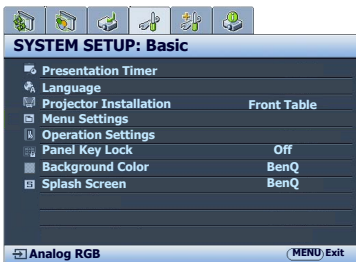 SYSTEM SETUP: Basic
Presentation Timer
Language
Projector Installation Front Table
Menu Settings
Operation Settings
Panel Key Lock Off
Background Color BenQ
Splash Screen BenQ
Analog RGB MENU Exit